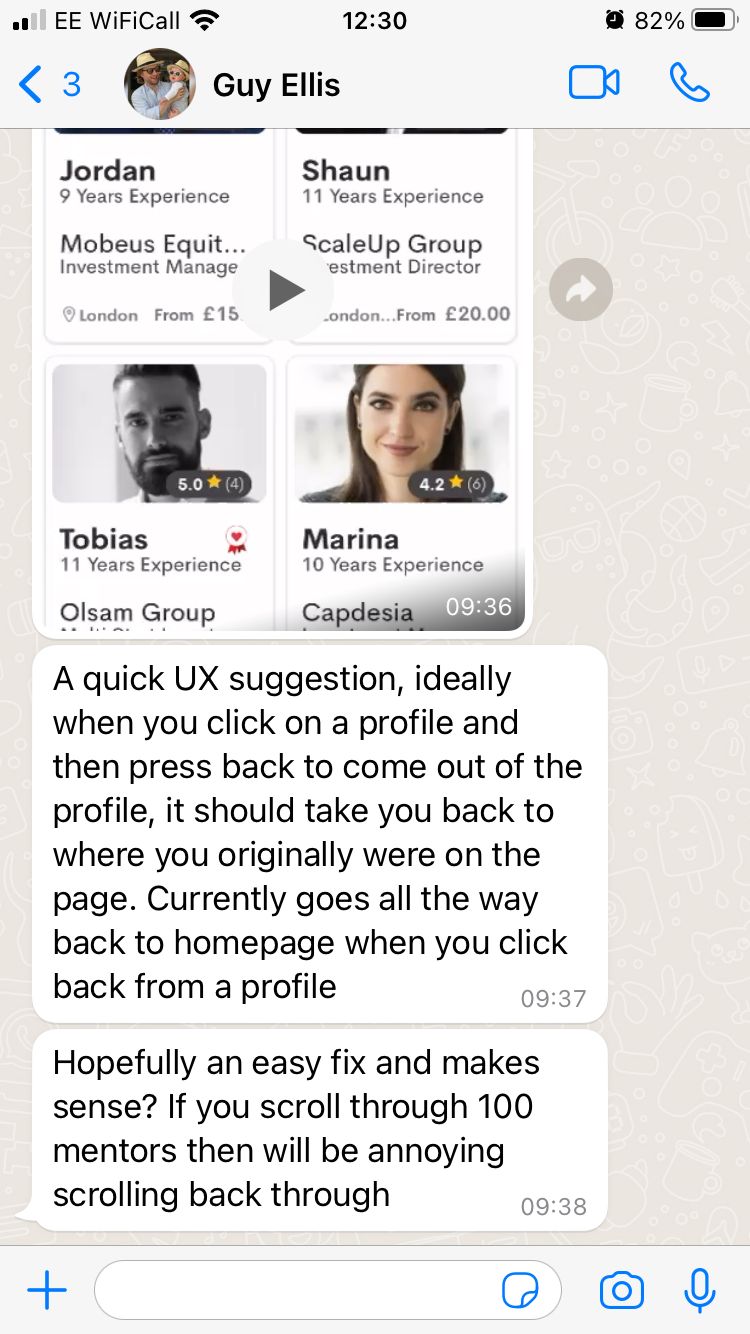 EE WiFiCall 12:30 82%
3 Guy Ellis
Jordan Shaun
9 Years Experience 11 Years Experience
Mobeus Equit... ScaleUp Group
Investment Manage estment Director
London From £15 ondon...From £20.00
5.0 (4) 4.2 (6)
Tobias Marina
11 Years Experience 10 Years Experience
Olsam Group Capdesia
09:36
A quick UX suggestion, ideally
when you click on a profile and
then press back to come out of the
profile, it should take you back to
where you originally were on the
page. Currently goes all the way
back to homepage when you click
back from a profile
09:37
Hopefully an easy fix and makes
sense? If you scroll through 100
mentors then will be annoying
scrolling back through
09:38